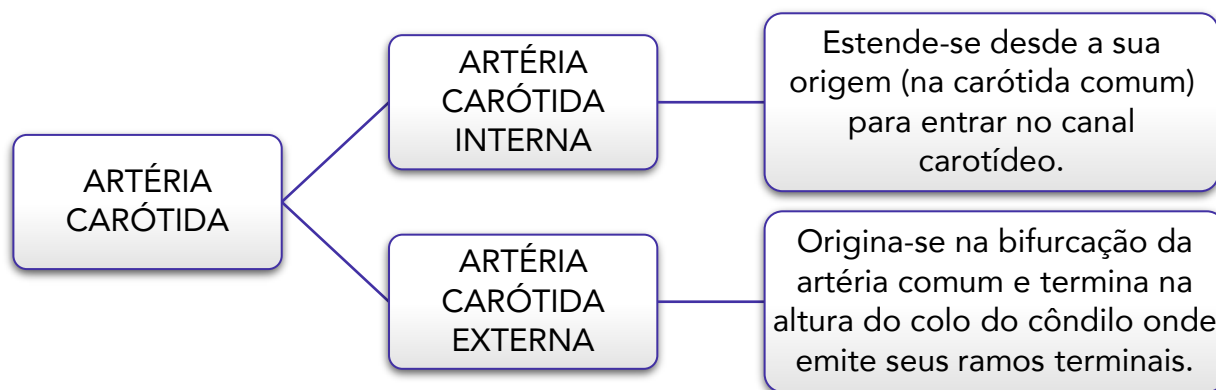 ARTÉRIA
CARÓTIDA
ARTÉRIA
CARÓTIDA
INTERNA
Estende-se desde a sua
origem (na carótida comum)
para entrar no canal
carotídeo.
ARTÉRIA
CARÓTIDA
EXTERNA
Origina-se na bifurcação da
artéria comum e termina na
altura do colo do côndilo onde
emite seus ramos terminais.